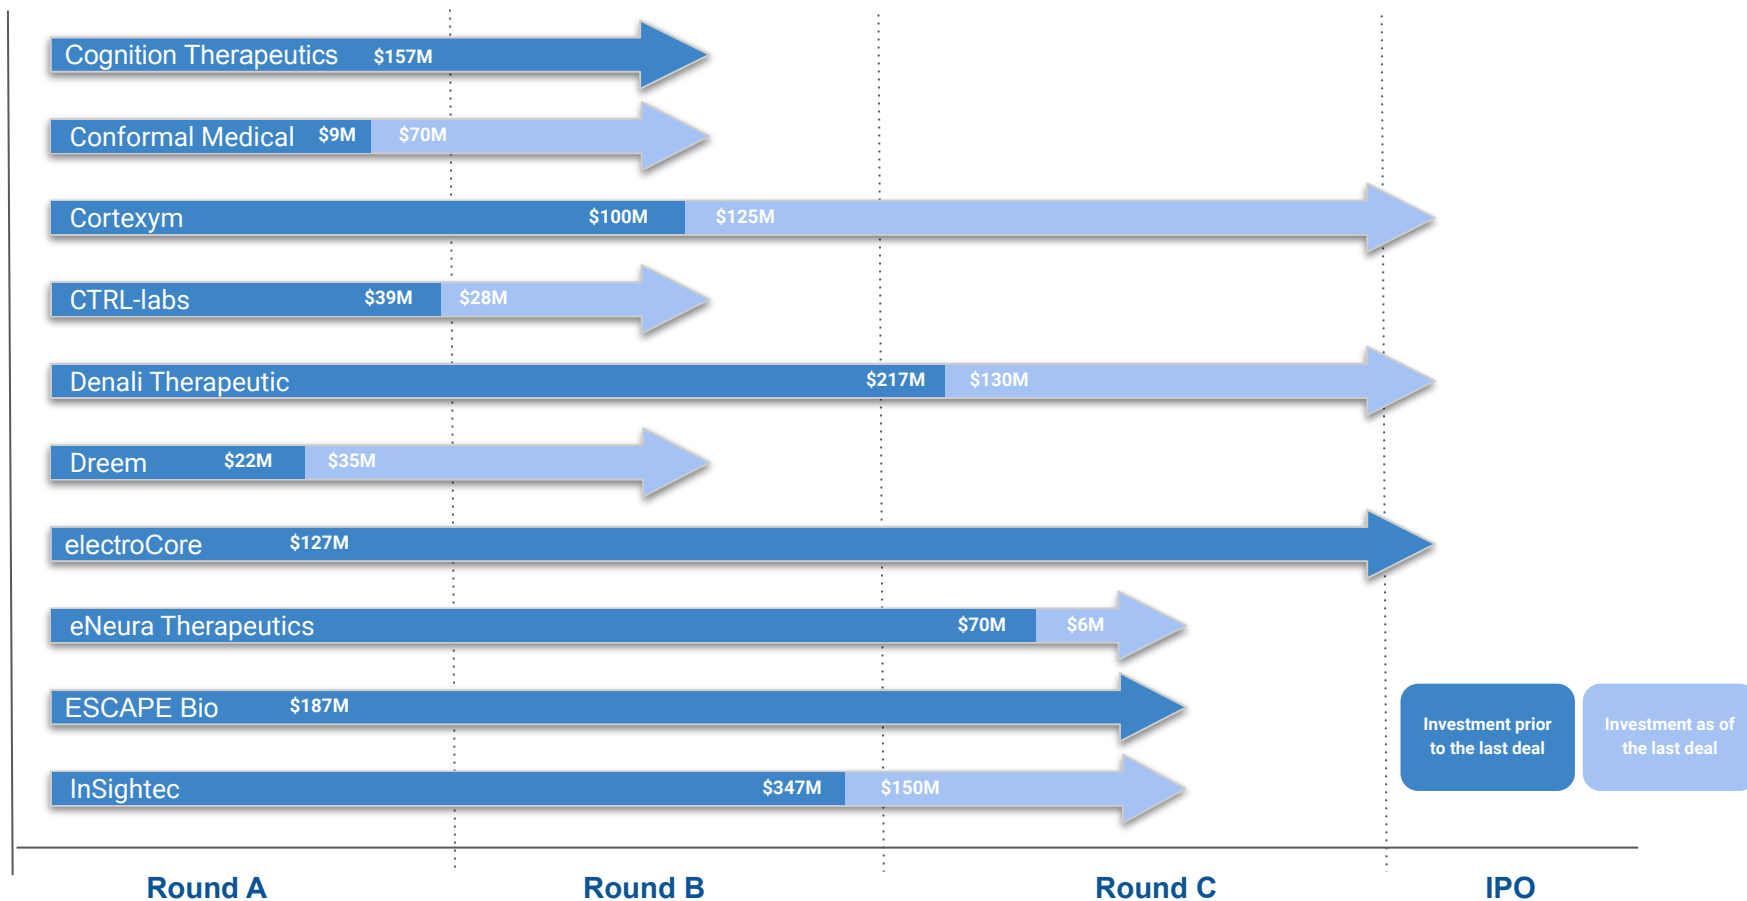 Cognition Therapeutics $157M
Conformal Medical $9M $70M
Cortexym $100M $125M
CTRL-labs $39M $28M
Denali Therapeutic $217M $130M
Dreem $22M $35M
electroCore $127M
eNeura Therapeutics $70M $6M
ESCAPE Bio $187M
InSightec $347M $150M
Investment prior
to the last deal
Investment as of
the last deal
Round A Round B Round C IPO